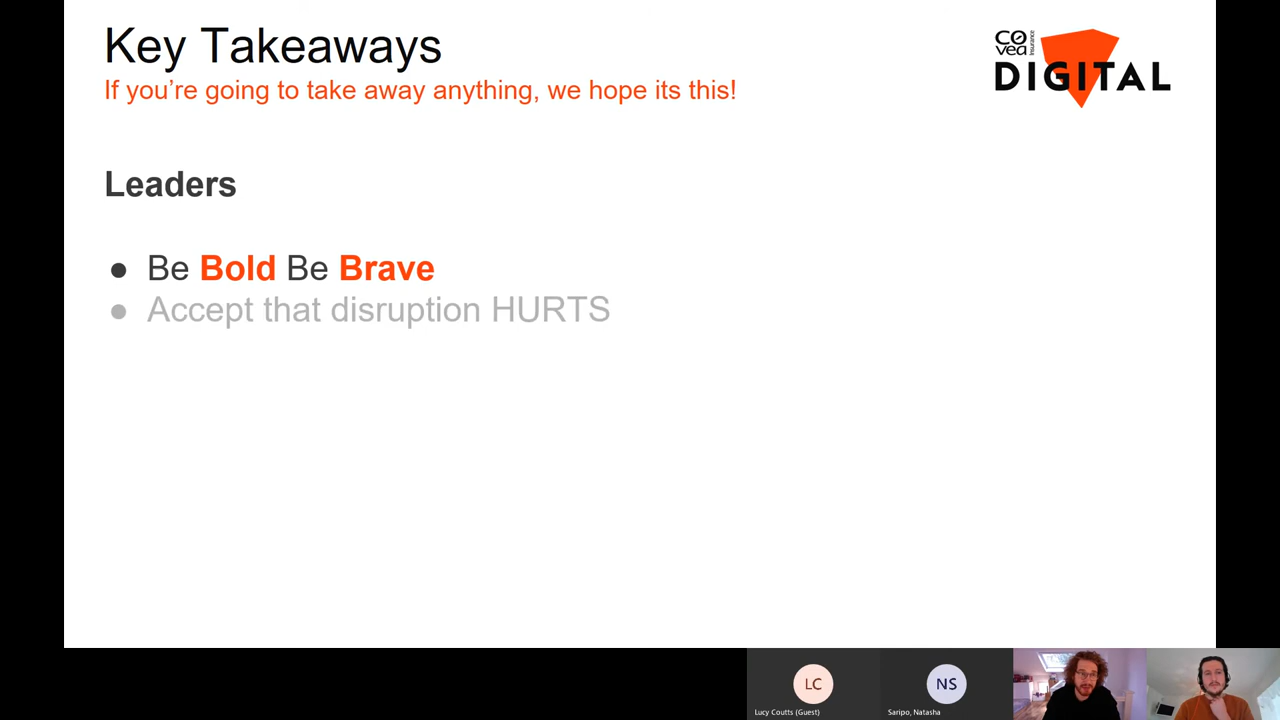 Key Takeaways
If you're going to take away anything, we hope its this!
COVea
Insurance
DIGITAL
Leaders
● Be Bold Be Brave
● Accept that disruption HURTS
LC
NS
Lucy Coutts (Guest)
Saripo, Natasha